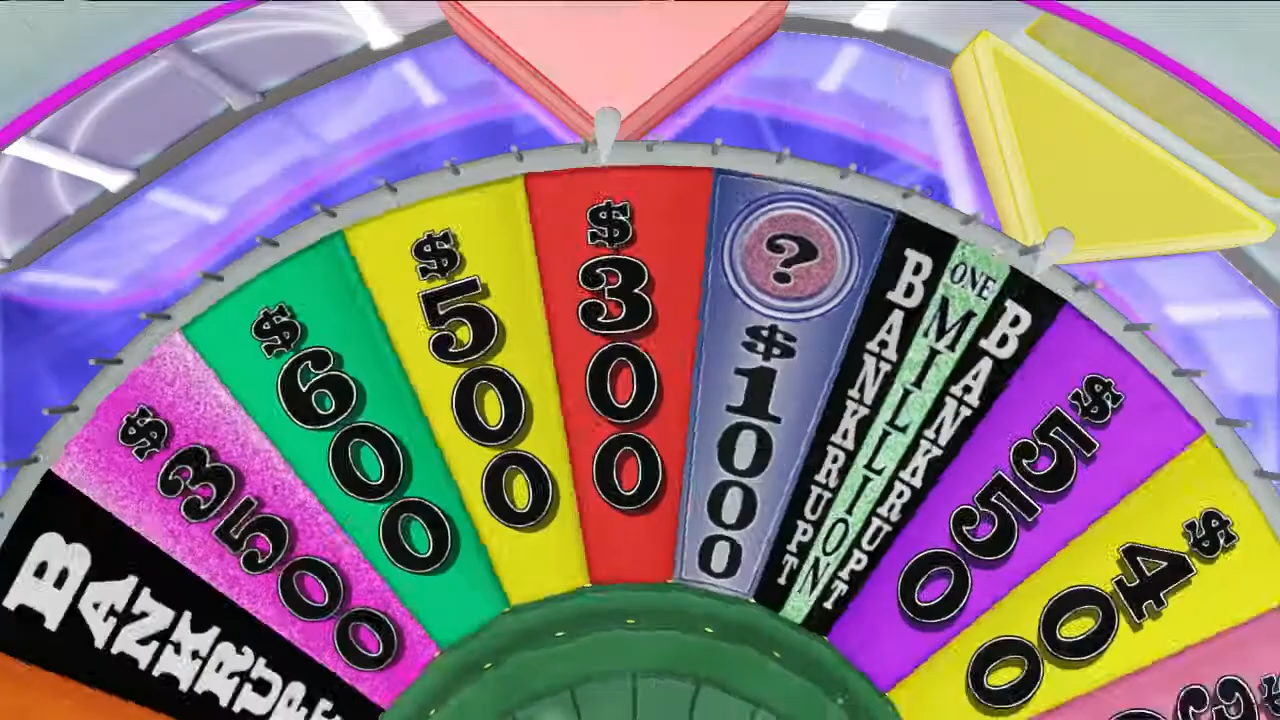 BANKRUPT
$3500
$600
$500
$300
?
$1000
BANKRUPT
ONE MILLION
BANKRUPT
$550
$400